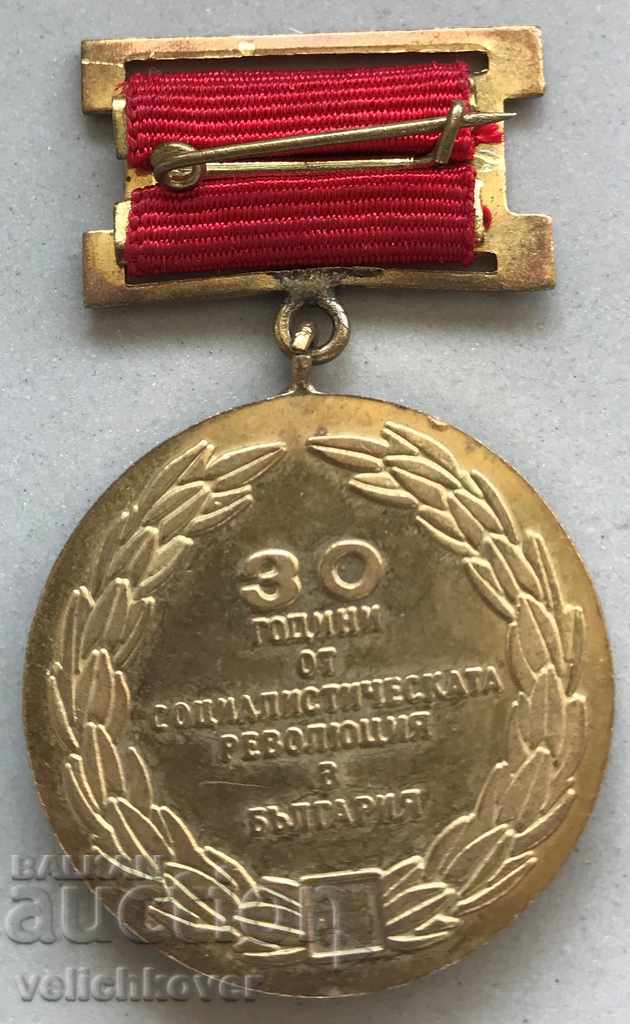 30
ГОДИНИ
ОТ
СОЦИАЛИСТИЧЕСКАТА
РЕВОЛЮЦИЯ
В
БЪЛГАРИЯ
BALKAN
auction
velichkover